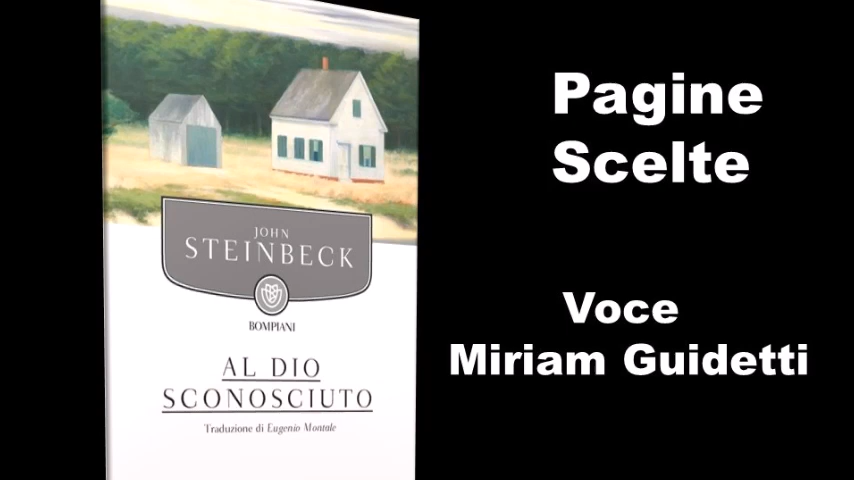 JOHN
STEINBECK
BOMPIANI
AL DIO
SCONOSCIUTO
Traduzione di Eugenio Montale
Pagine
Scelte
Voce
Miriam Guidetti